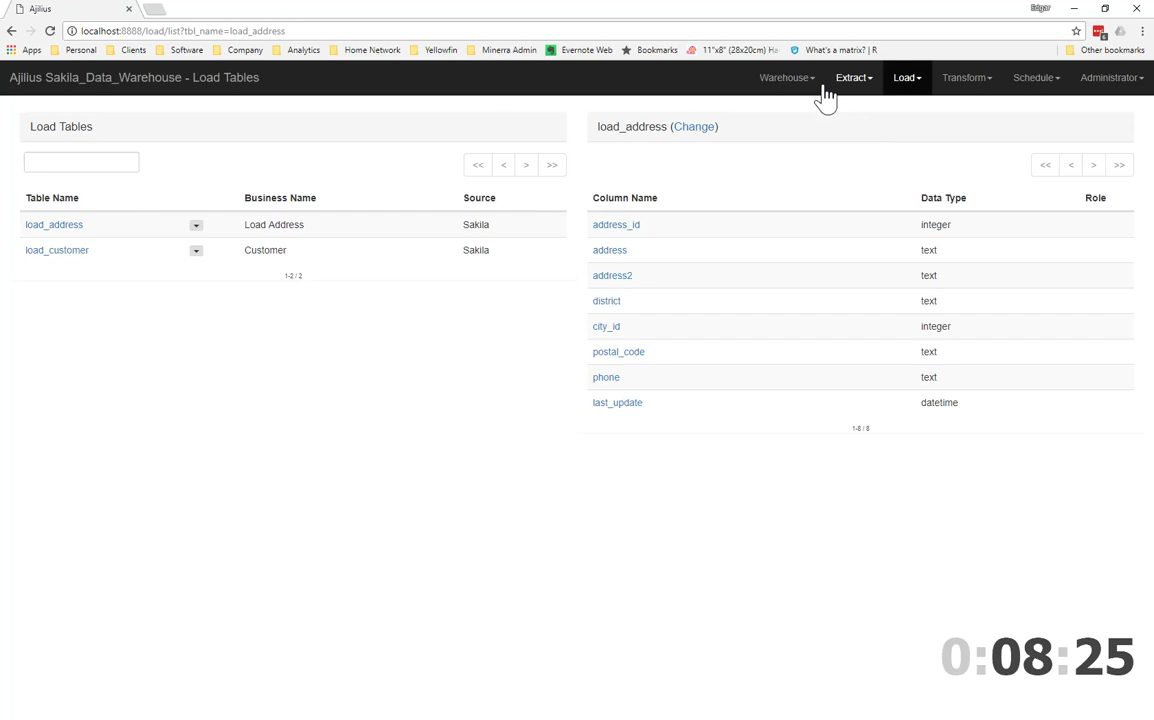 Ajilius
Edgar
localhost:8888/load/list?tbl_name=load_address
Apps Personal Clients Software Company Analytics Home Network Yellowfin Minerra Admin Evernote Web Bookmarks 11"x8" (28x20cm) Ha What's a matrix? | R Other bookmarks
Ajilius Sakila_Data_Warehouse - Load Tables Warehouse Extract Load Transform Schedule Administrator
Load Tables
<< < > >>
Table Name Business Name Source
load_address Load Address Sakila
load_customer Customer Sakila
1-2 / 2
load_address (Change)
<< < > >>
Column Name Data Type Role
address_id integer
address text
address2 text
district text
city_id integer
postal_code text
phone text
last_update datetime
1-8 / 8
0:08:25